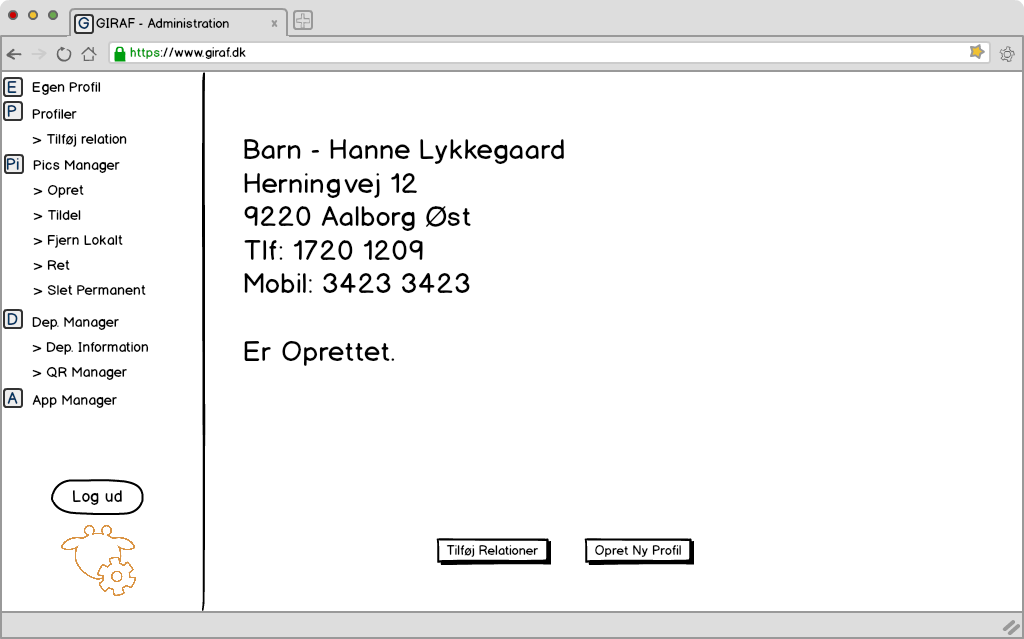 G GIRAF - Administration x
https://www.giraf.dk
E Egen Profil
P Profiler
> Tilføj relation
Pi Pics Manager
> Opret
> Tildel
> Fjern Lokalt
> Ret
> Slet Permanent
D Dep. Manager
> Dep. Information
> QR Manager
A App Manager
Log ud
Barn - Hanne Lykkegaard
Herningvej 12
9220 Aalborg Øst
Tlf: 1720 1209
Mobil: 3423 3423
Er Oprettet.
Tilføj Relationer
Opret Ny Profil